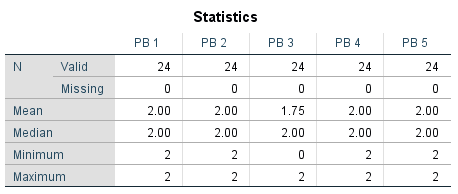 Statistics
PB 1 PB 2 PB 3 PB 4 PB 5
N Valid 24 24 24 24 24
Missing 0 0 0 0 0
Mean 2.00 2.00 1.75 2.00 2.00
Median 2.00 2.00 2.00 2.00 2.00
Minimum 2 2 0 2 2
Maximum 2 2 2 2 2